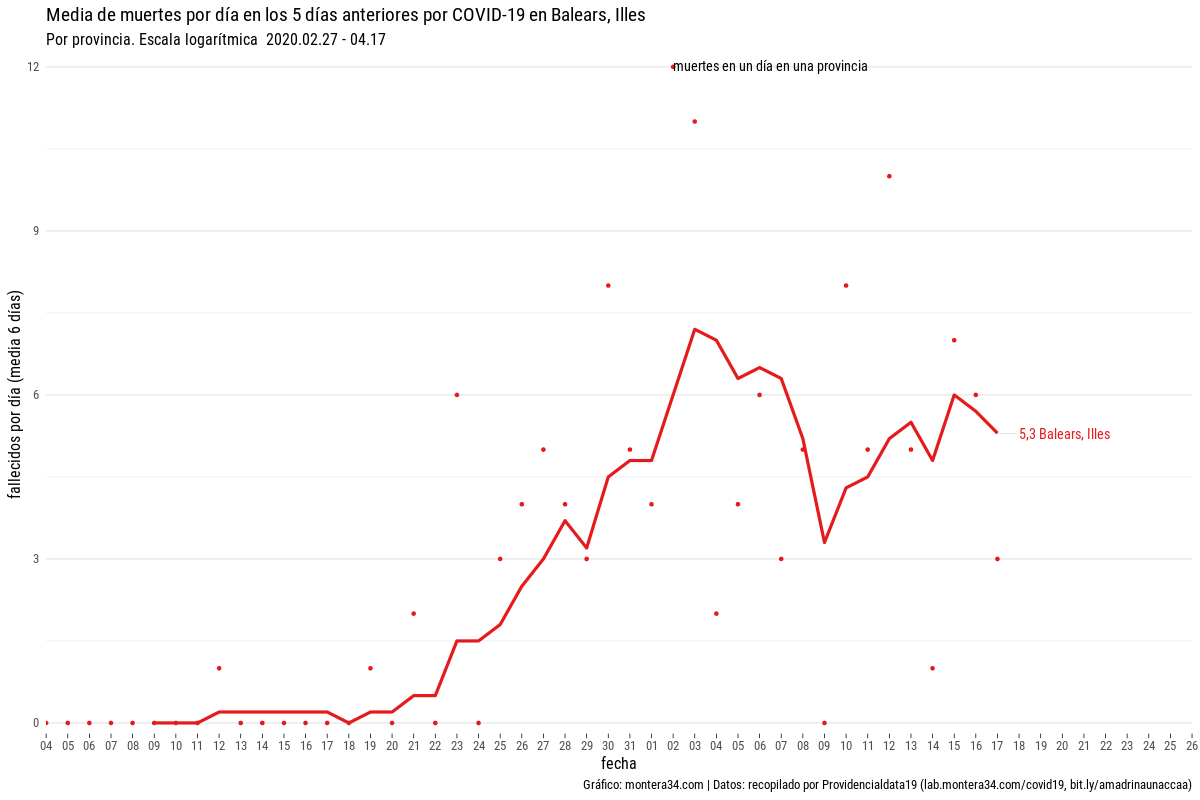 Media de muertes por día en los 5 días anteriores por COVID-19 en Balears, Illes
Por provincia. Escala logarítmica  2020.02.27 - 04.17
12
muertes en un día en una provincia
9
6
5,3 Balears, Illes
3
0
fallecidos por día (media 6 días)
04 05 06 07 08 09 10 11 12 13 14 15 16 17 18 19 20 21 22 23 24 25 26 27 28 29 30 31 01 02 03 04 05 06 07 08 09 10 11 12 13 14 15 16 17 18 19 20 21 22 23 24 25 26
fecha
Gráfico: montera34.com | Datos: recopilado por Providencialdata19 (lab.montera34.com/covid19, bit.ly/amadrinaunaccaa)